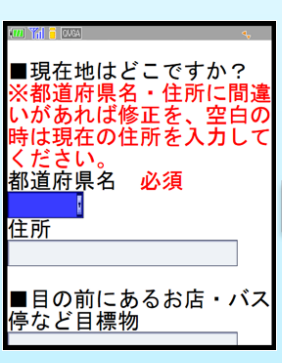 QVGA
■現在地はどこですか？
※都道府県名・住所に間違
いがあれば修正を、空白の
時は現在の住所を入力して
ください。
都道府県名　必須
住所
■目の前にあるお店・バス
停など目標物